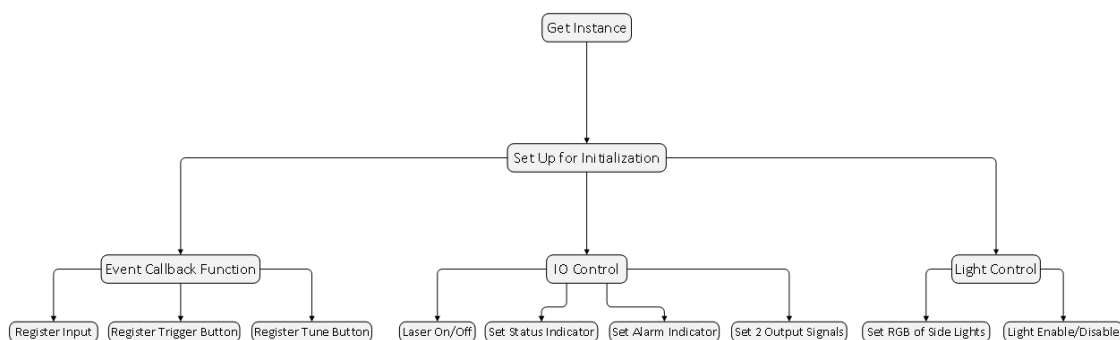 Get Instance
Set Up for Initialization
Event Callback Function
IO Control
Light Control
Register Input
Register Trigger Button
Register Tune Button
Laser On/Off
Set Status Indicator
Set Alarm Indicator
Set 2 Output Signals
Set RGB of Side Lights
Light Enable/Disable